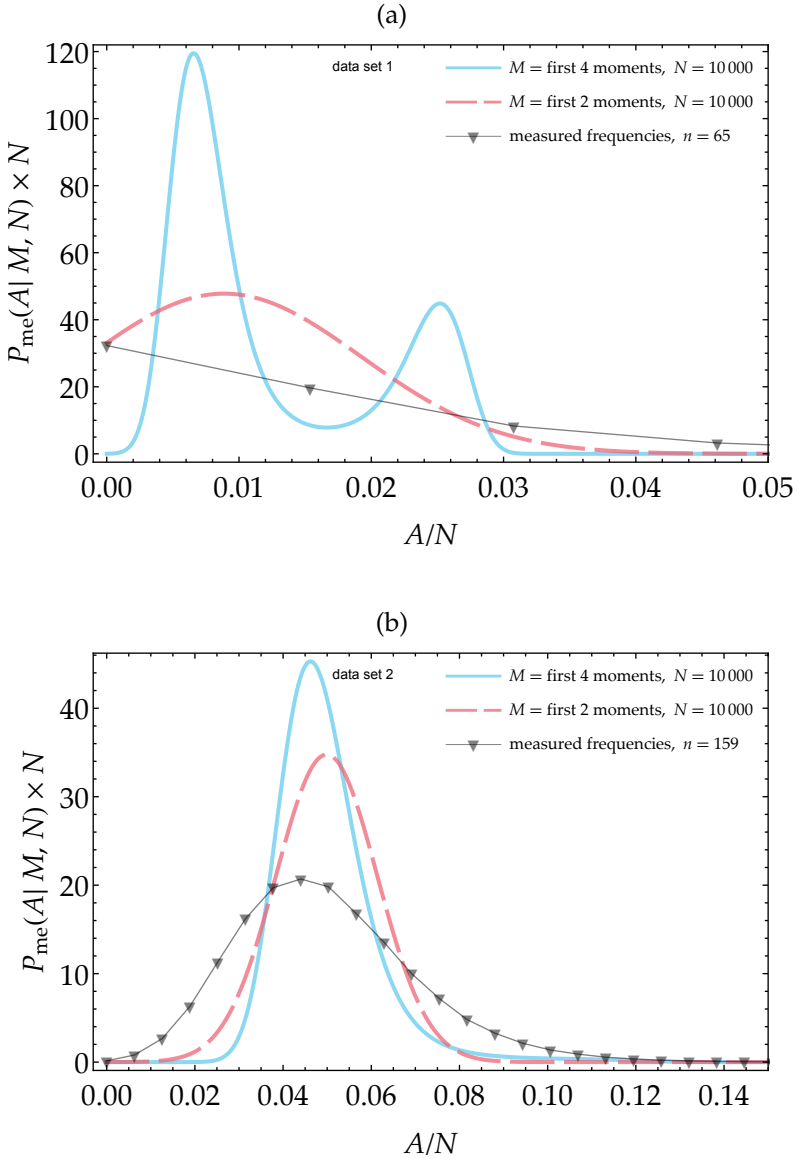 (a)
data set 1
M = first 4 moments, N = 10 000
M = first 2 moments, N = 10 000
measured frequencies, n = 65
P_me(A| M, N) × N
120
100
80
60
40
20
0
0.00 0.01 0.02 0.03 0.04 0.05
A/N
(b)
data set 2
M = first 4 moments, N = 10 000
M = first 2 moments, N = 10 000
measured frequencies, n = 159
P_me(A| M, N) × N
40
30
20
10
0
0.00 0.02 0.04 0.06 0.08 0.10 0.12 0.14
A/N